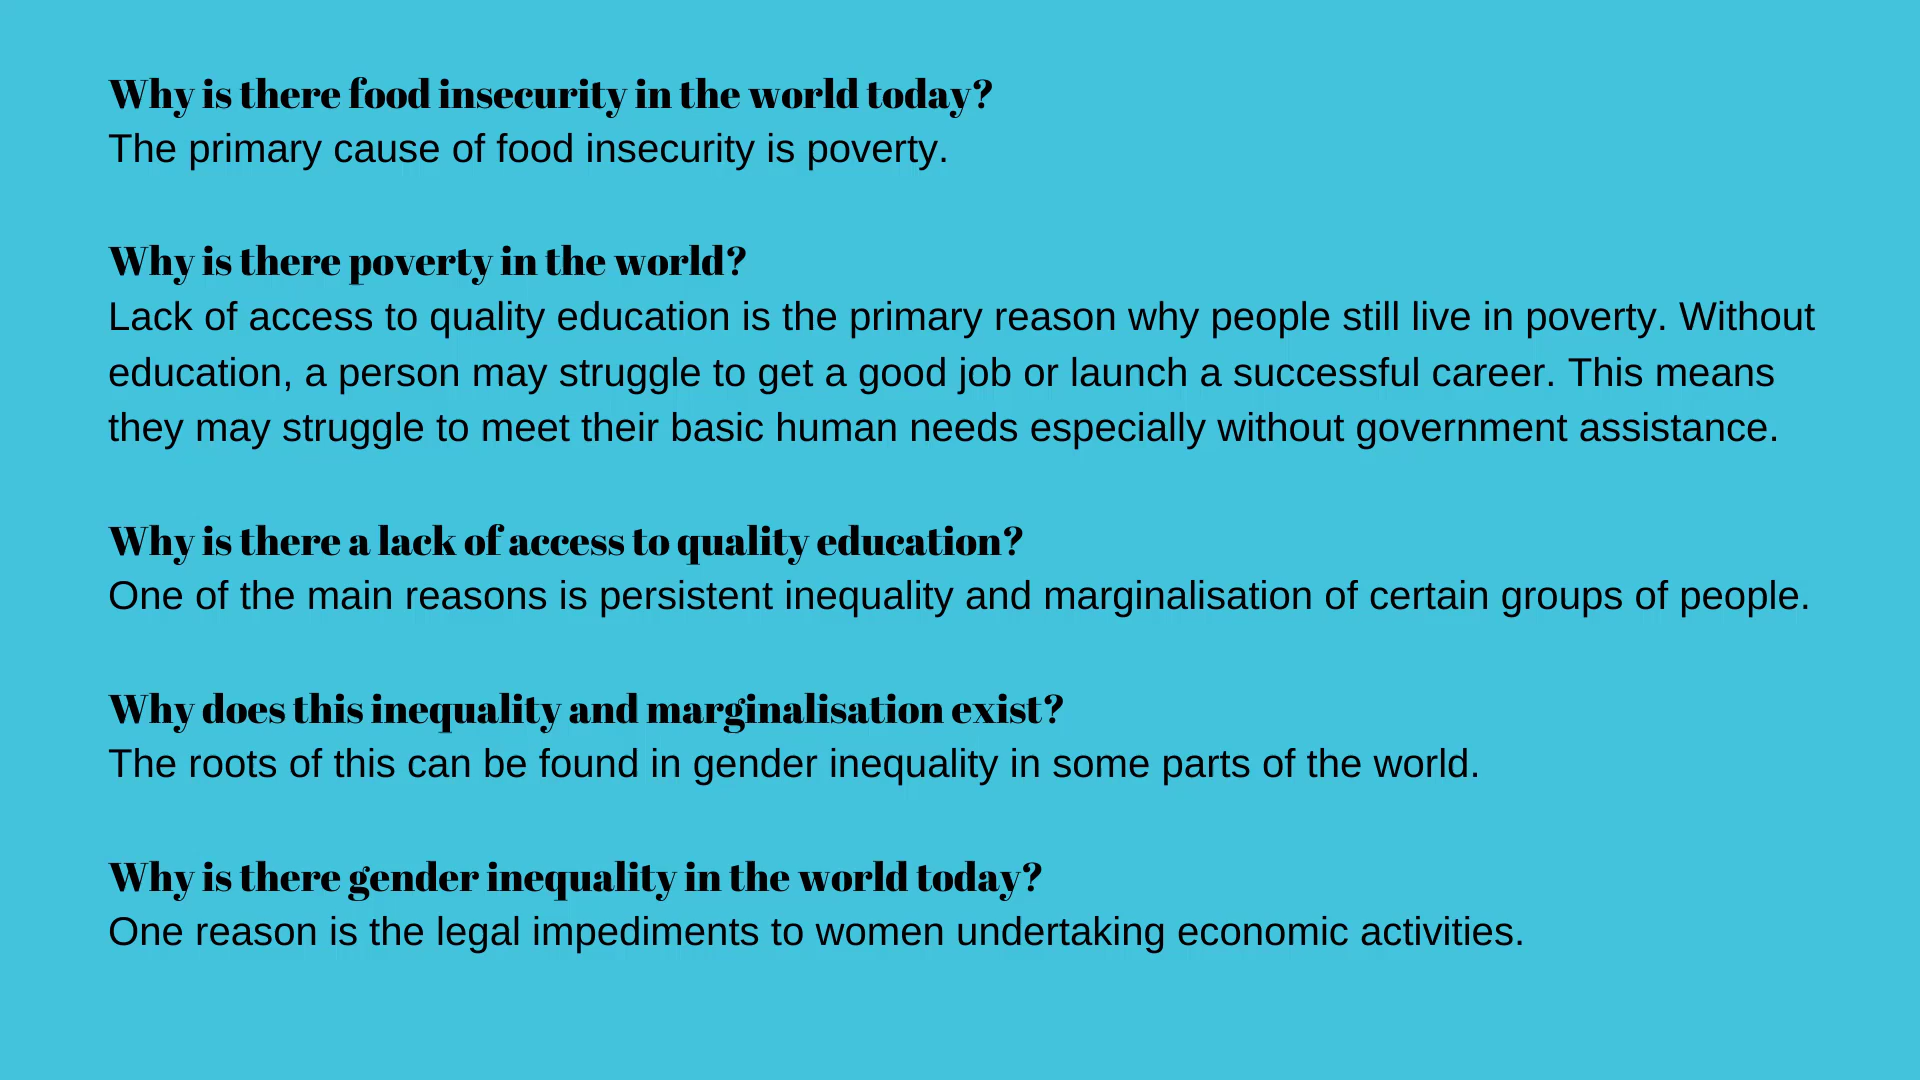 Why is there food insecurity in the world today?
The primary cause of food insecurity is poverty.
Why is there poverty in the world?
Lack of access to quality education is the primary reason why people still live in poverty. Without
education, a person may struggle to get a good job or launch a successful career. This means
they may struggle to meet their basic human needs especially without government assistance.
Why is there a lack of access to quality education?
One of the main reasons is persistent inequality and marginalisation of certain groups of people.
Why does this inequality and marginalisation exist?
The roots of this can be found in gender inequality in some parts of the world.
Why is there gender inequality in the world today?
One reason is the legal impediments to women undertaking economic activities.